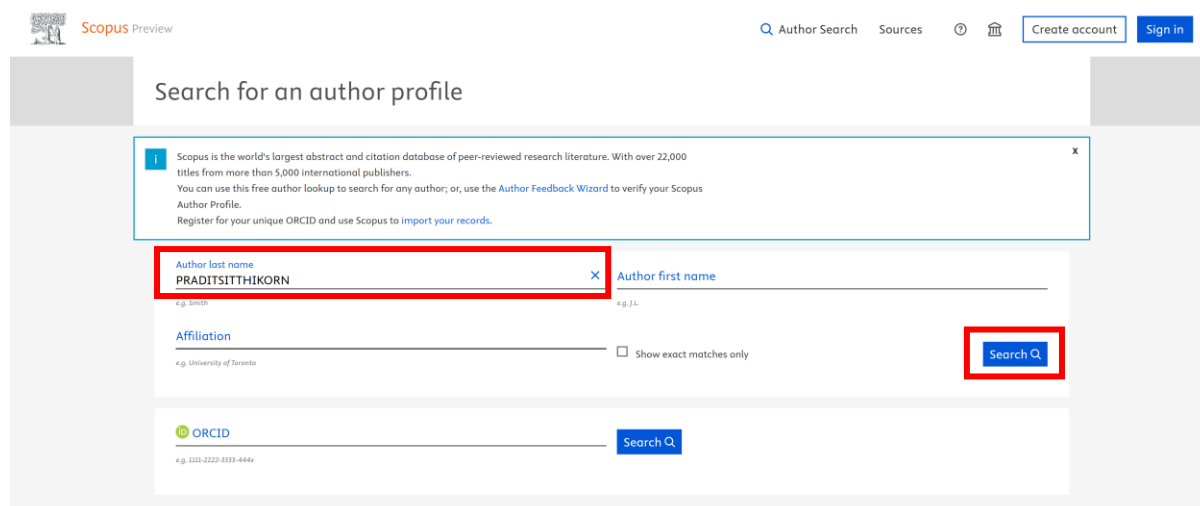 Scopus Preview
Author Search Sources Create account Sign in
Search for an author profile
i
x
Scopus is the world's largest abstract and citation database of peer-reviewed research literature. With over 22,000
titles from more than 5,000 international publishers.
You can use this free author lookup to search for any author; or, use the Author Feedback Wizard to verify your Scopus
Author Profile.
Register for your unique ORCID and use Scopus to import your records.
Author last name
PRADITSITTHIKORN
e.g. Smith
Author first name
e.g. J.L.
Affiliation
e.g. University of Toronto
Show exact matches only
Search
iD ORCID
e.g. 1111-2222-3333-444x
Search